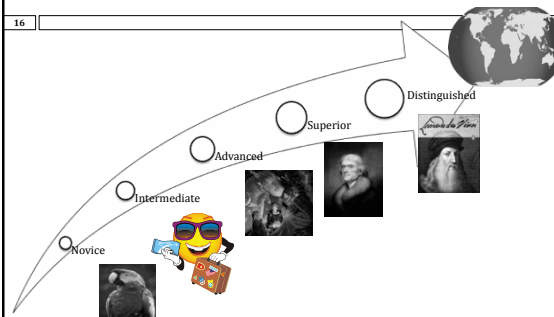 16
Distinguished
Superior
Advanced
Intermediate
Novice